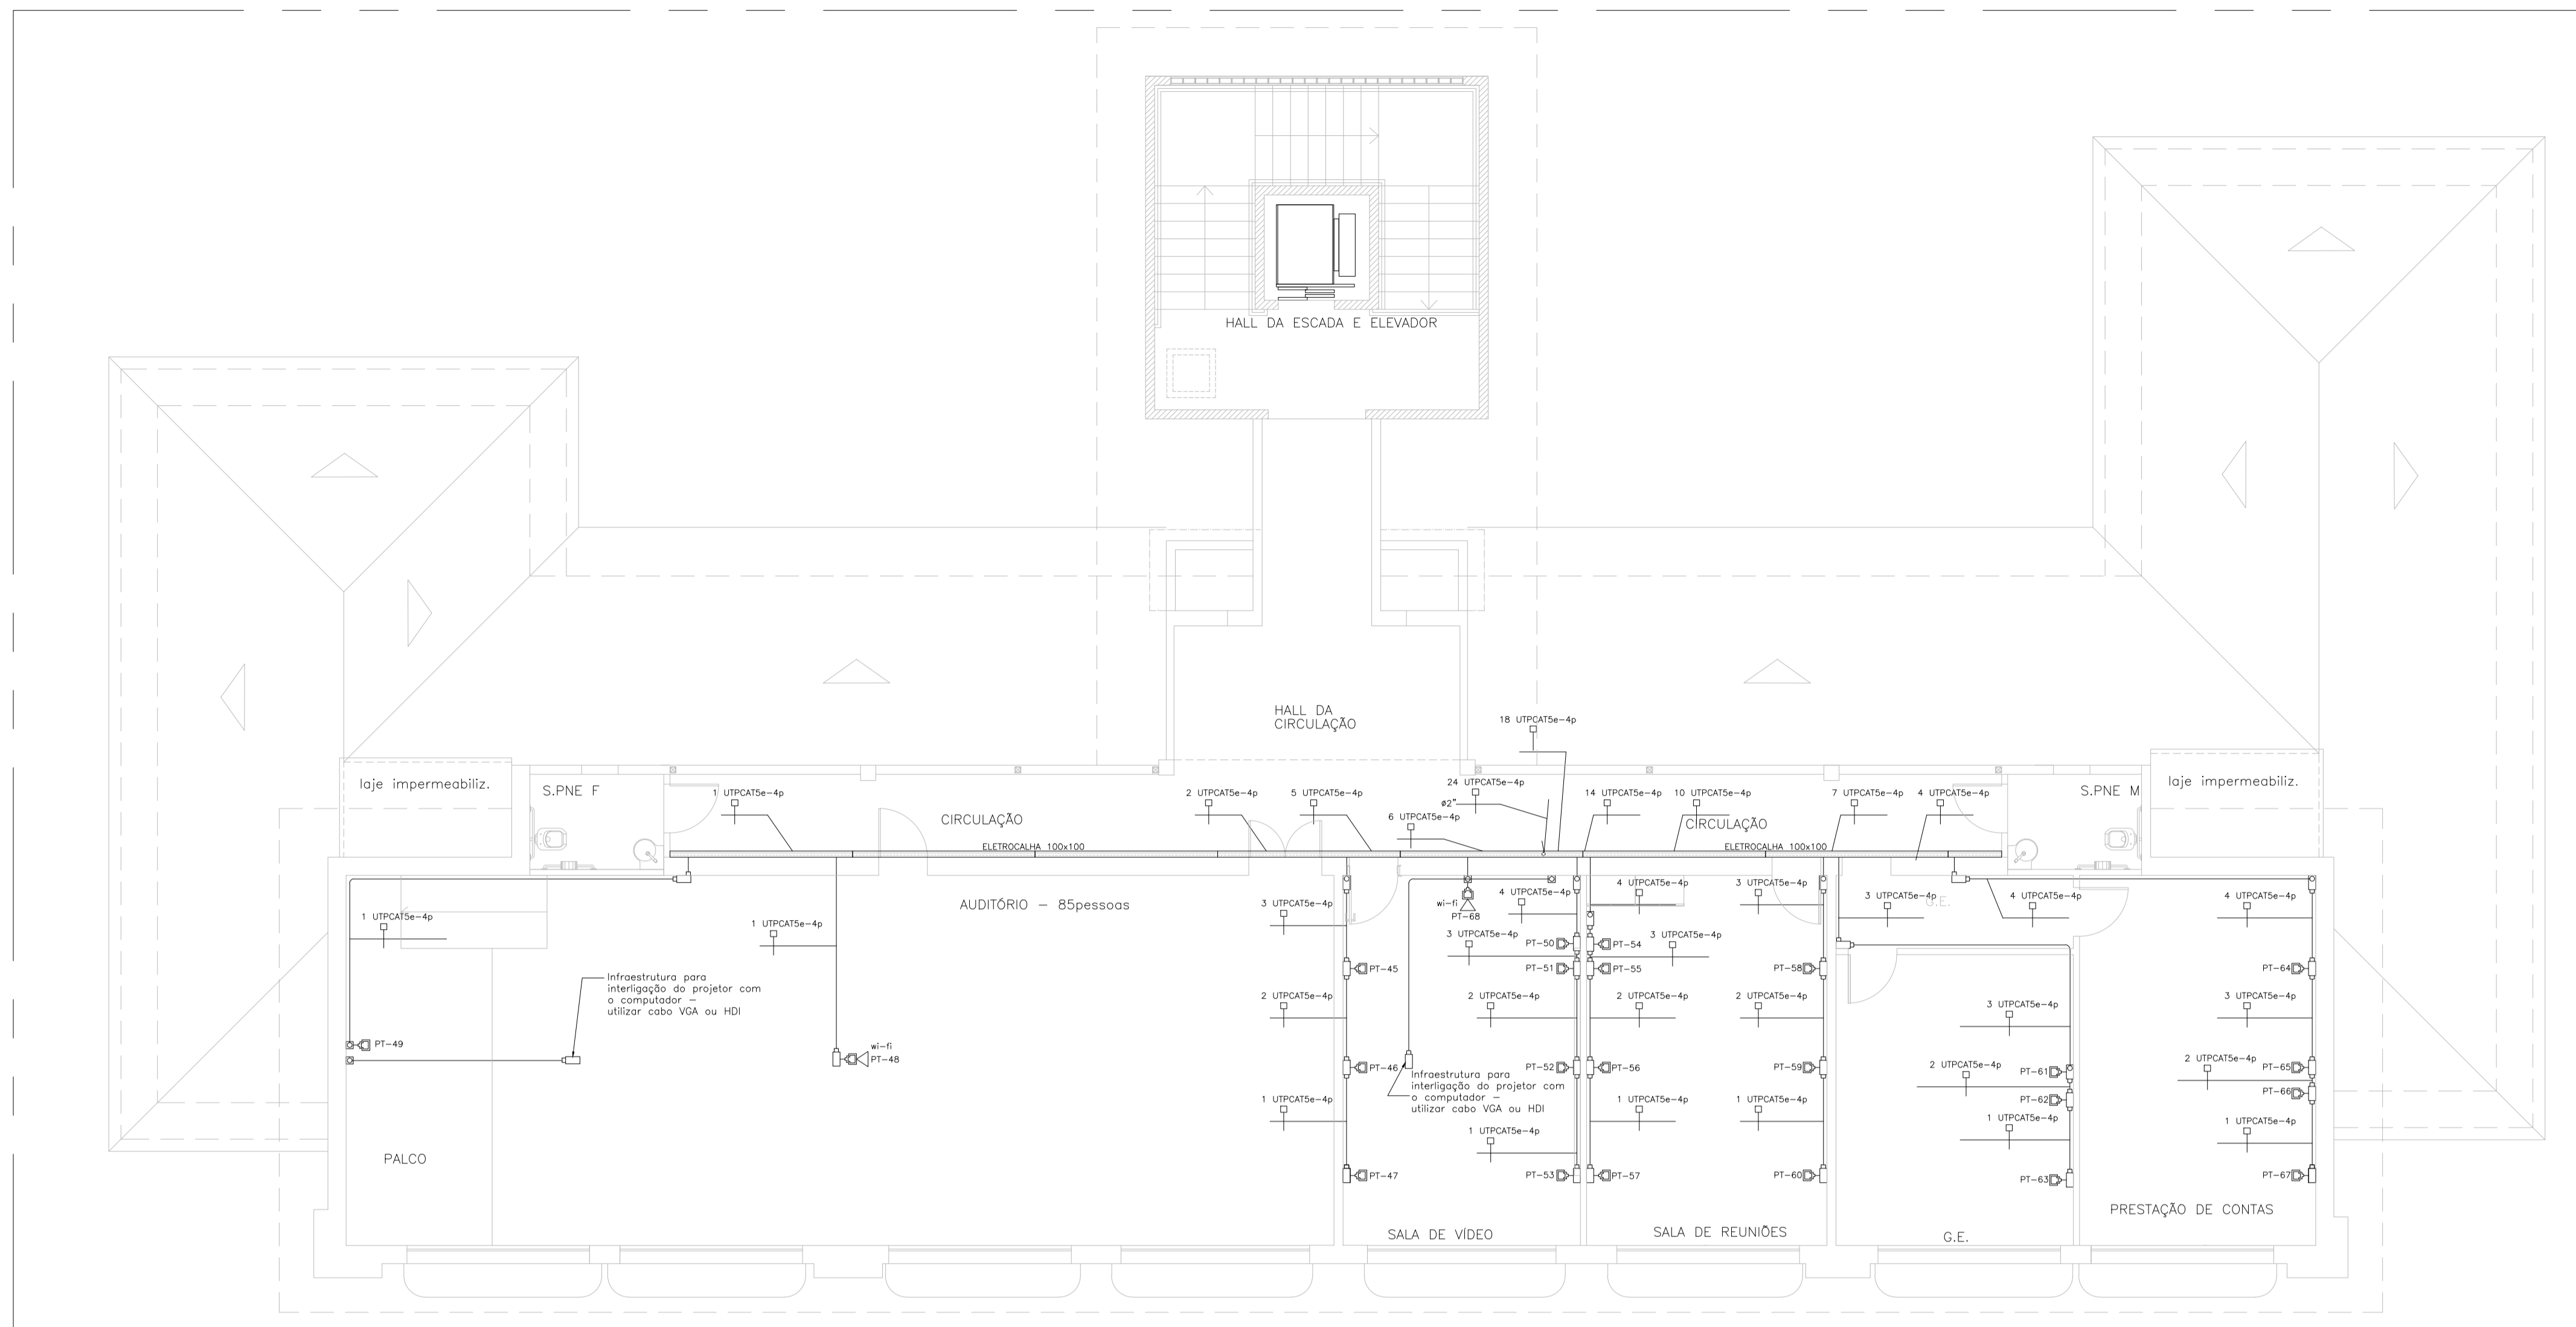 HALL DA ESCADA E ELEVADOR
HALL DA
CIRCULAÇÃO
18 UTPCAT5e-4p
laje impermeabiliz.
S.PNE F
1 UTPCAT5e-4p
CIRCULAÇÃO
2 UTPCAT5e-4p
5 UTPCAT5e-4p
24 UTPCAT5e-4p
ø2"
6 UTPCAT5e-4p
14 UTPCAT5e-4p
10 UTPCAT5e-4p
CIRCULAÇÃO
7 UTPCAT5e-4p
4 UTPCAT5e-4p
S.PNE M
laje impermeabiliz.
ELETROCALHA 100x100
ELETROCALHA 100x100
1 UTPCAT5e-4p
1 UTPCAT5e-4p
AUDITÓRIO – 85pessoas
3 UTPCAT5e-4p
wi-fi
PT-68
4 UTPCAT5e-4p
4 UTPCAT5e-4p
3 UTPCAT5e-4p
3 UTPCAT5e-4p
G.E.
4 UTPCAT5e-4p
4 UTPCAT5e-4p
3 UTPCAT5e-4p
PT-50
PT-54
3 UTPCAT5e-4p
PT-45
PT-51
PT-55
PT-58
PT-64
Infraestrutura para
interligação do projetor com
o computador –
utilizar cabo VGA ou HDI
2 UTPCAT5e-4p
2 UTPCAT5e-4p
2 UTPCAT5e-4p
2 UTPCAT5e-4p
3 UTPCAT5e-4p
3 UTPCAT5e-4p
PT-49
wi-fi
PT-48
PT-46
PT-52
PT-56
PT-59
PT-61
2 UTPCAT5e-4p
2 UTPCAT5e-4p
PT-65
PT-66
PT-62
Infraestrutura para
interligação do projetor com
o computador –
utilizar cabo VGA ou HDI
1 UTPCAT5e-4p
1 UTPCAT5e-4p
1 UTPCAT5e-4p
1 UTPCAT5e-4p
1 UTPCAT5e-4p
1 UTPCAT5e-4p
PALCO
PT-47
PT-53
PT-57
PT-60
PT-63
PT-67
PRESTAÇÃO DE CONTAS
SALA DE VÍDEO
SALA DE REUNIÕES
G.E.